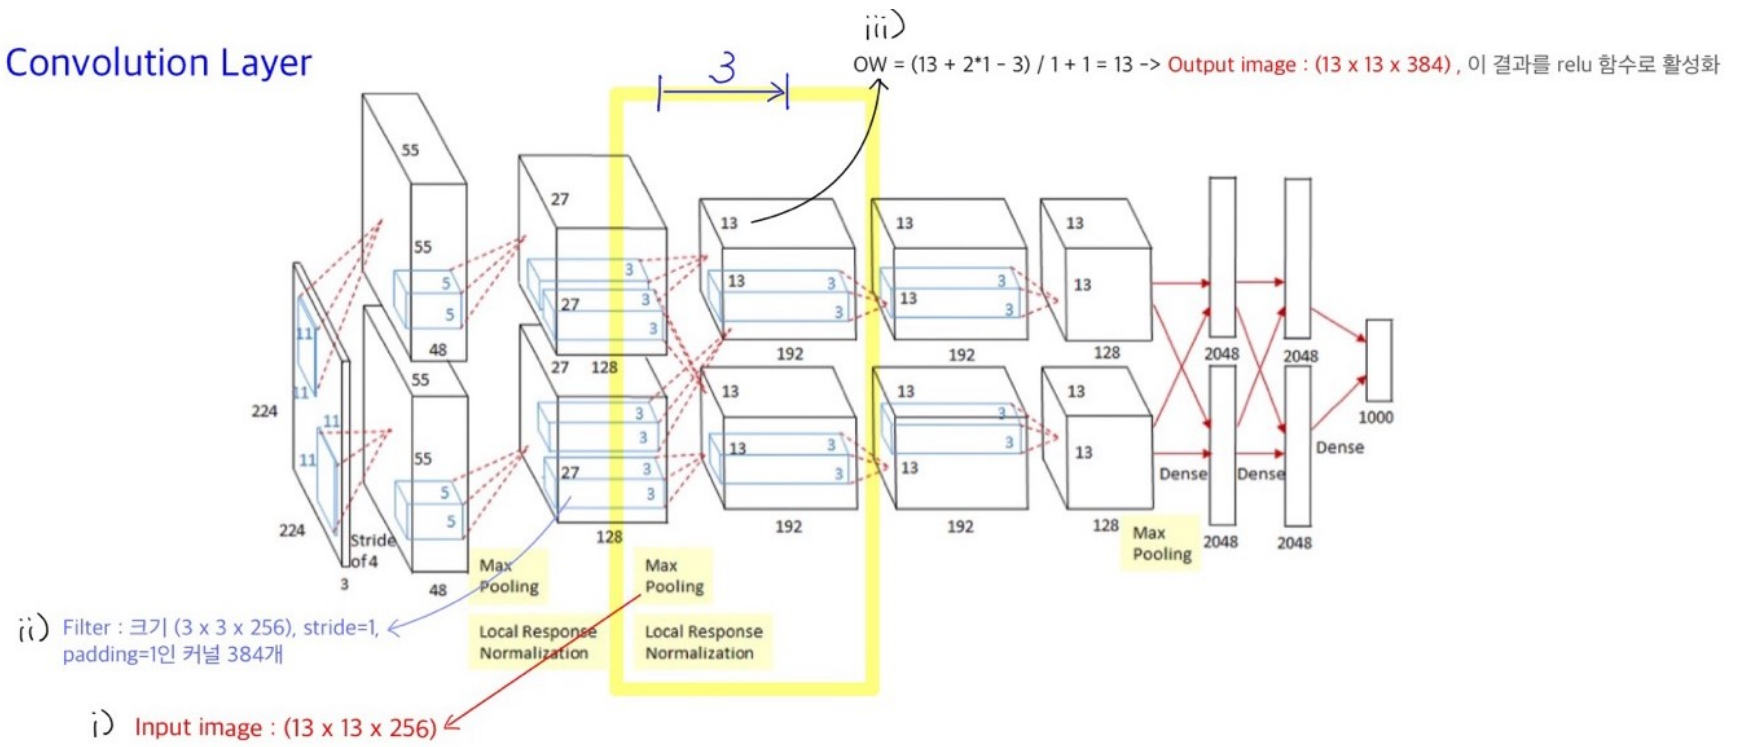 iii)
OW = (13 + 2*1 - 3) / 1 + 1 = 13 -> Output image : (13 x 13 x 384) , 이 결과를 relu 함수로 활성화
Convolution Layer
3
55
55
5
5
48
27
3
27
3
3
128
13
13
3
3
192
13
3
13
3
192
13
13
128
2048
2048
1000
11
11
224
11
11
224
3
Stride
of 4
55
55
5
5
48
27
3
3
27
3
3
128
13
13
3
3
192
13
3
3
13
192
13
13
128
Dense
Dense
Dense
2048
2048
Max
Pooling
Max
Pooling
Max
Pooling
Local Response
Normalization
Local Response
Normalization
ii) Filter : 크기 (3 x 3 x 256), stride=1,
padding=1인 커널 384개
i) Input image : (13 x 13 x 256)